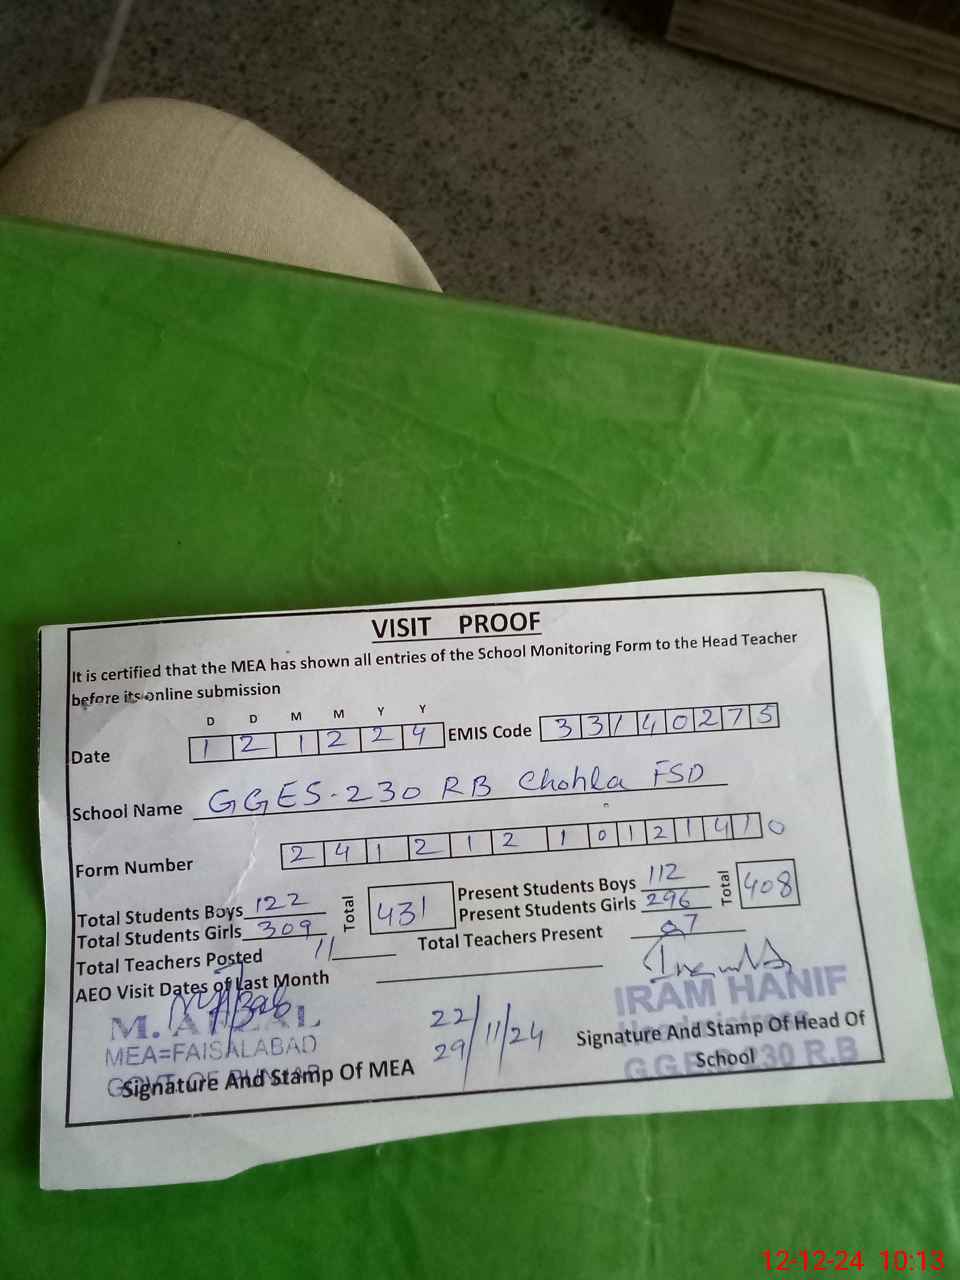 VISIT PROOF
It is certified that the MEA has shown all entries of the School Monitoring Form to the Head Teacher
before its online submission
D D M M Y Y
Date 1 2 1 2 2 4 EMIS Code 3 3 1 4 0 2 7 5
School Name GGES-230 RB Chohla FSD
Form Number 2 4 1 2 1 2 1 0 1 2 1 4 1 0
Total Students Boys 122 Total 431 Present Students Boys 112 Total 408
Total Students Girls 309 Present Students Girls 296
Total Teachers Posted 11 Total Teachers Present 07
AEO Visit Dates of Last Month
22
29/11/24
M. AFZAL
MEA=FAISALABAD
GOVT OF PUNJAB
Signature And Stamp Of MEA
IRAM HANIF
Headmistress
230 R.B
Signature And Stamp Of Head Of
School
12-12-24 10:13